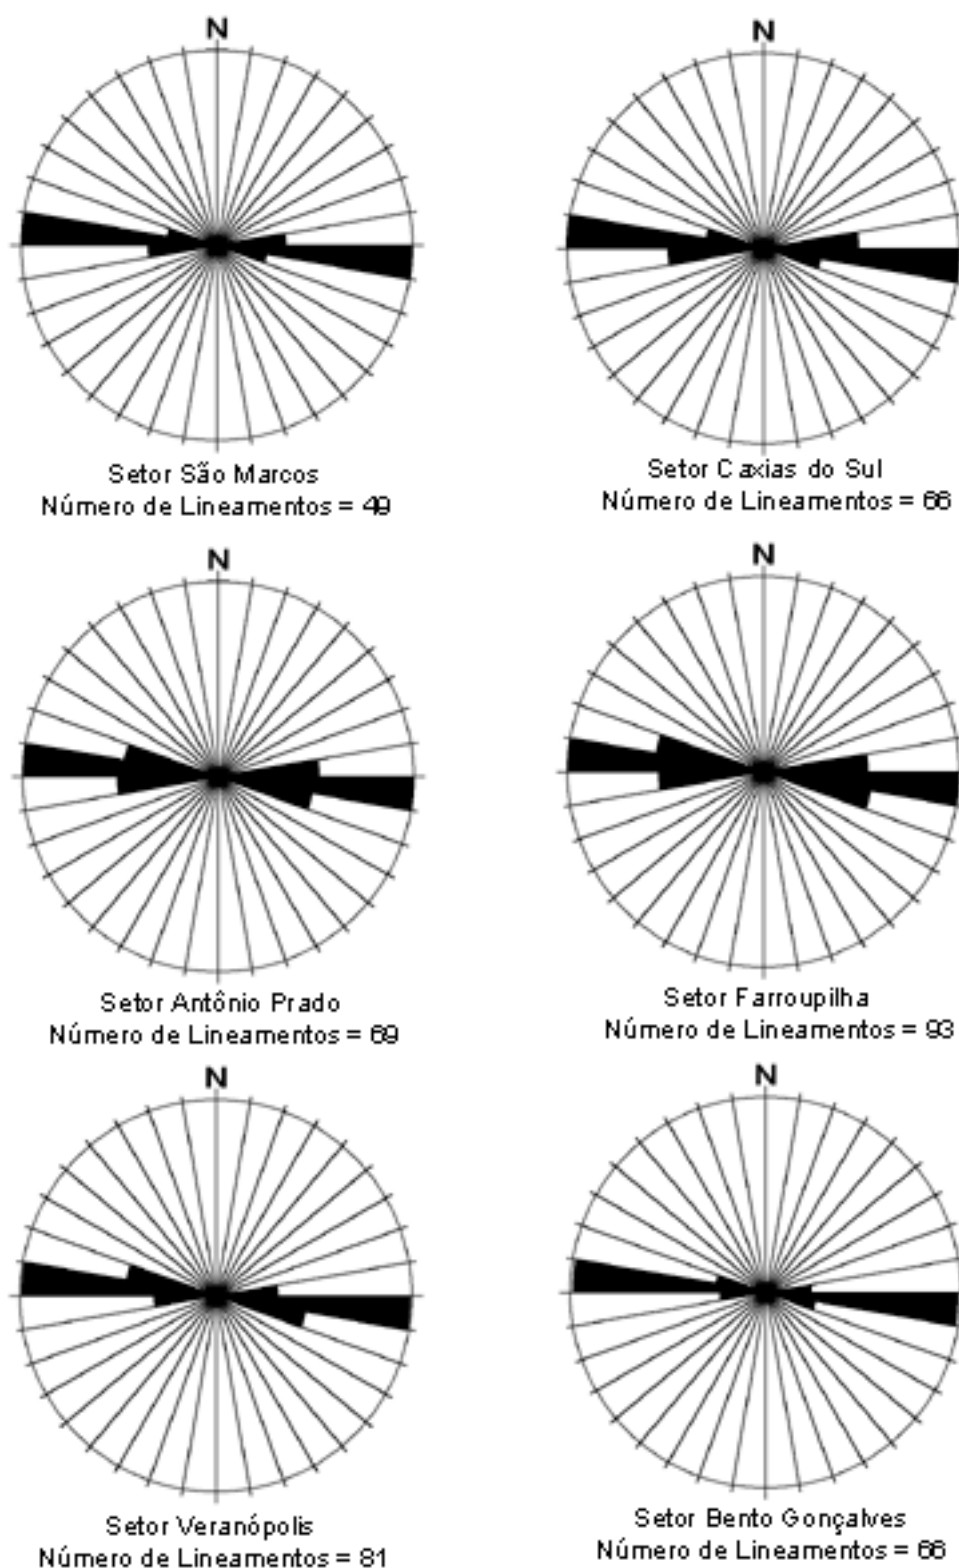 N
N
Setor São Marcos
Número de Lineamentos = 49
Setor Caxias do Sul
Número de Lineamentos = 66
N
N
Setor Antônio Prado
Número de Lineamentos = 69
Setor Farroupilha
Número de Lineamentos = 93
N
N
Setor Veranópolis
Número de Lineamentos = 81
Setor Bento Gonçalves
Número de Lineamentos = 66